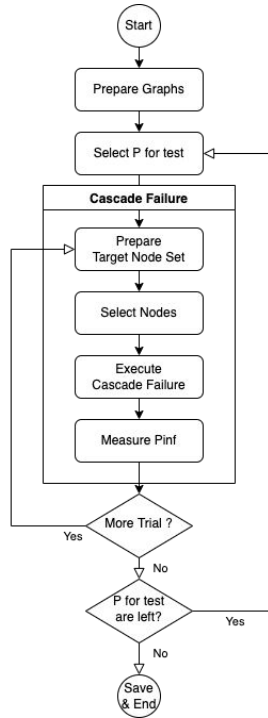 Start
Prepare Graphs
Select P for test
Cascade Failure
Prepare
Target Node Set
Select Nodes
Execute
Cascade Failure
Measure Pinf
More Trial ?
Yes
No
P for test
are left?
Yes
No
Save
& End